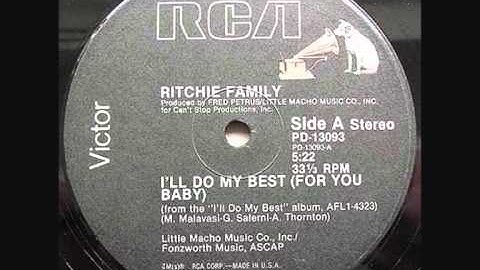 RCA
Victor
RITCHIE FAMILY
Produced by FRED PETRUS/LITTLE MACHO MUSIC CO., INC.
for Can't Stop Productions, Inc.
Side A Stereo
PD-13093
PD-13093-A
5:22
33⅓ RPM
I'LL DO MY BEST (FOR YOU
BABY)
(from the "I'll Do My Best" album, AFL1-4323)
(M. Malavasi-G. Salerni-A. Thornton)
Little Macho Music Co., Inc./
Fonzworth Music, ASCAP
TM(s)® RCA CORP.—MADE IN U.S.A.